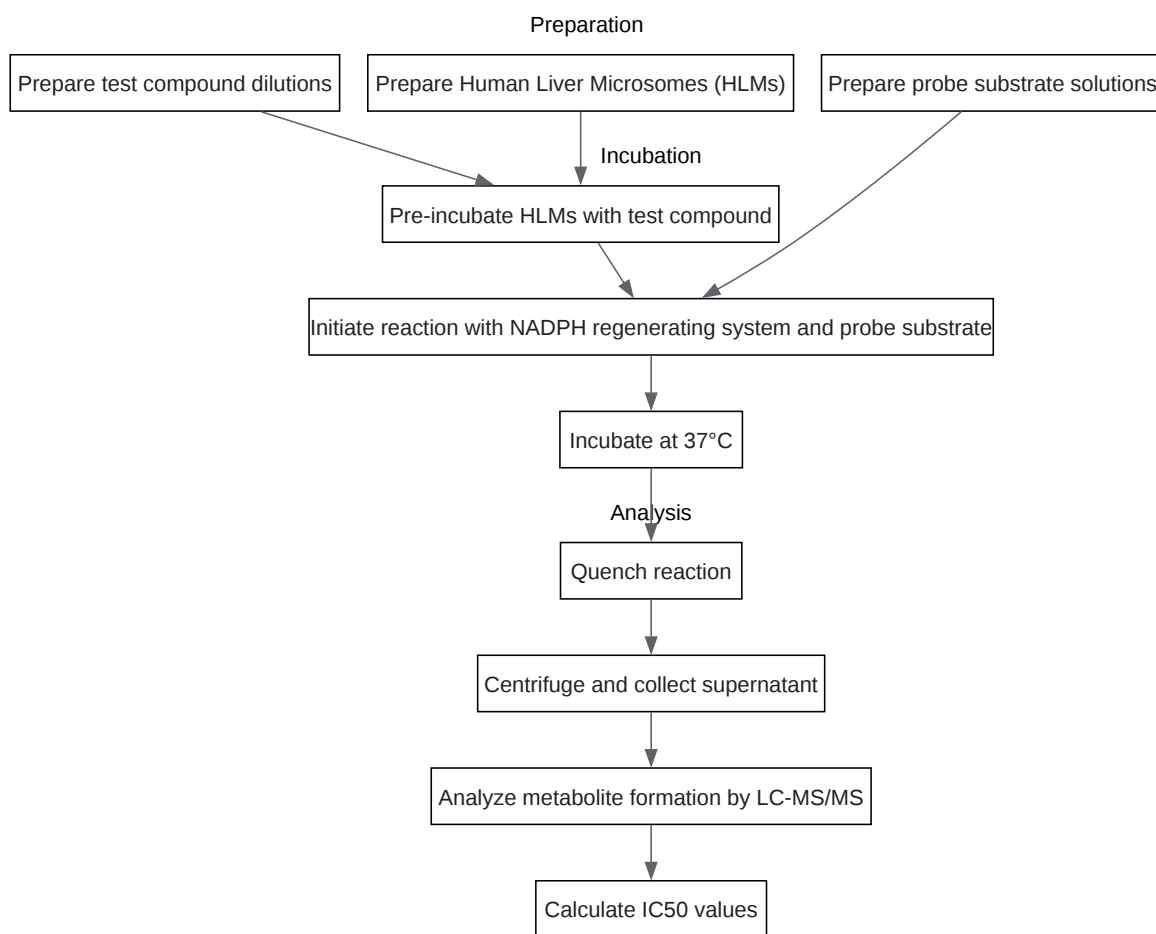 Preparation
Prepare test compound dilutions
Prepare Human Liver Microsomes (HLMs)
Prepare probe substrate solutions
Incubation
Pre-incubate HLMs with test compound
Initiate reaction with NADPH regenerating system and probe substrate
Incubate at 37°C
Analysis
Quench reaction
Centrifuge and collect supernatant
Analyze metabolite formation by LC-MS/MS
Calculate IC50 values